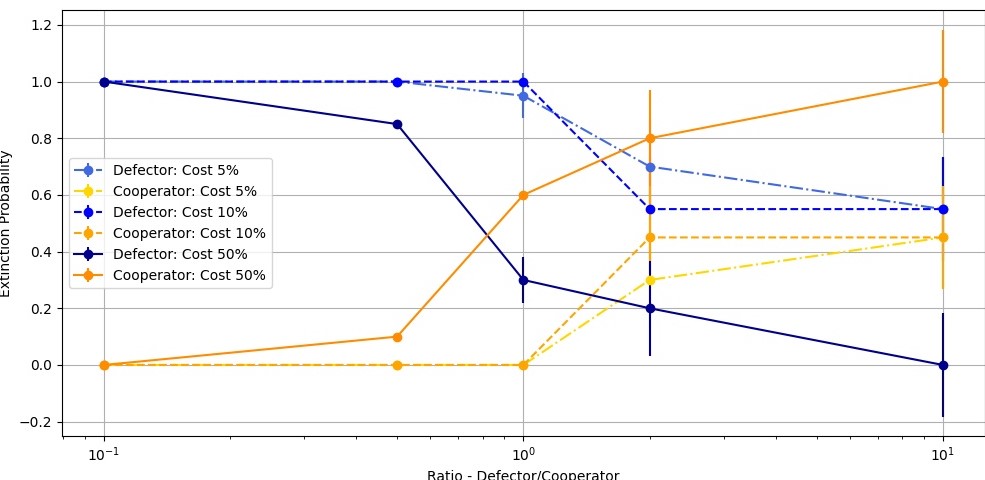 1.2
1.0
0.8
0.6
0.4
0.2
0.0
−0.2
Extinction Probability
Defector: Cost 5%
Cooperator: Cost 5%
Defector: Cost 10%
Cooperator: Cost 10%
Defector: Cost 50%
Cooperator: Cost 50%
10⁻¹
10⁰
10¹
Ratio - Defector/Cooperator